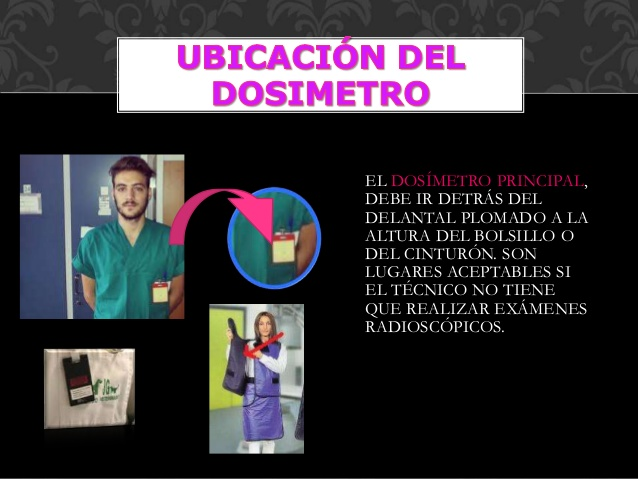 UBICACIÓN DEL
DOSIMETRO
EL DOSÍMETRO PRINCIPAL,
DEBE IR DETRÁS DEL
DELANTAL PLOMADO A LA
ALTURA DEL BOLSILLO O
DEL CINTURÓN. SON
LUGARES ACEPTABLES SI
EL TÉCNICO NO TIENE
QUE REALIZAR EXÁMENES
RADIOSCÓPICOS.